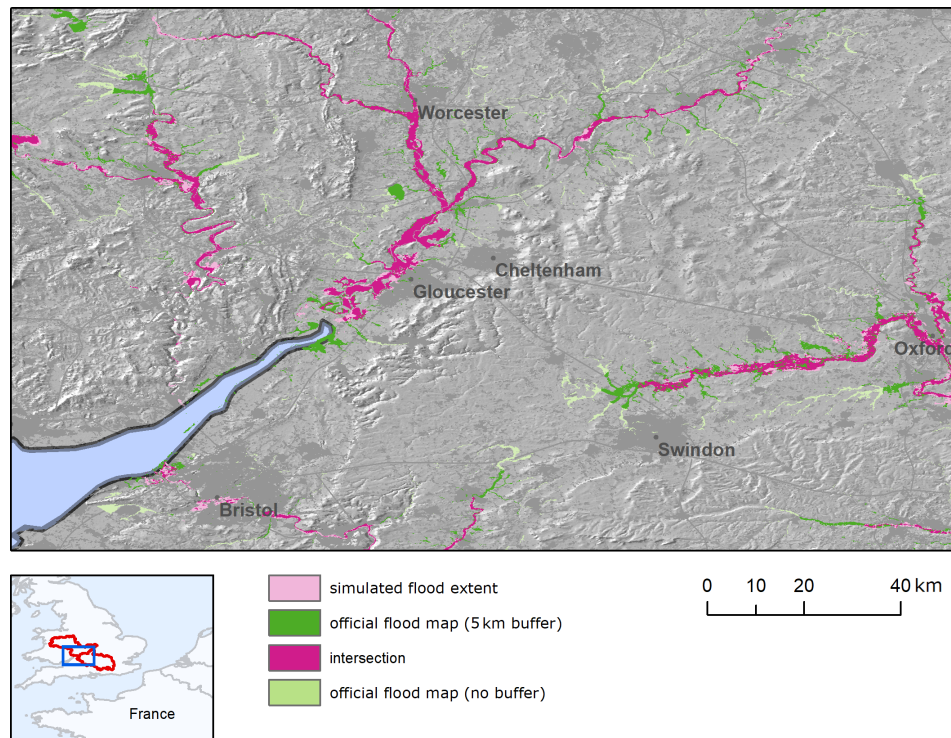 Worcester
Cheltenham
Gloucester
Oxford
Swindon
Bristol
simulated flood extent
official flood map (5 km buffer)
intersection
official flood map (no buffer)
0 10 20 40 km
France